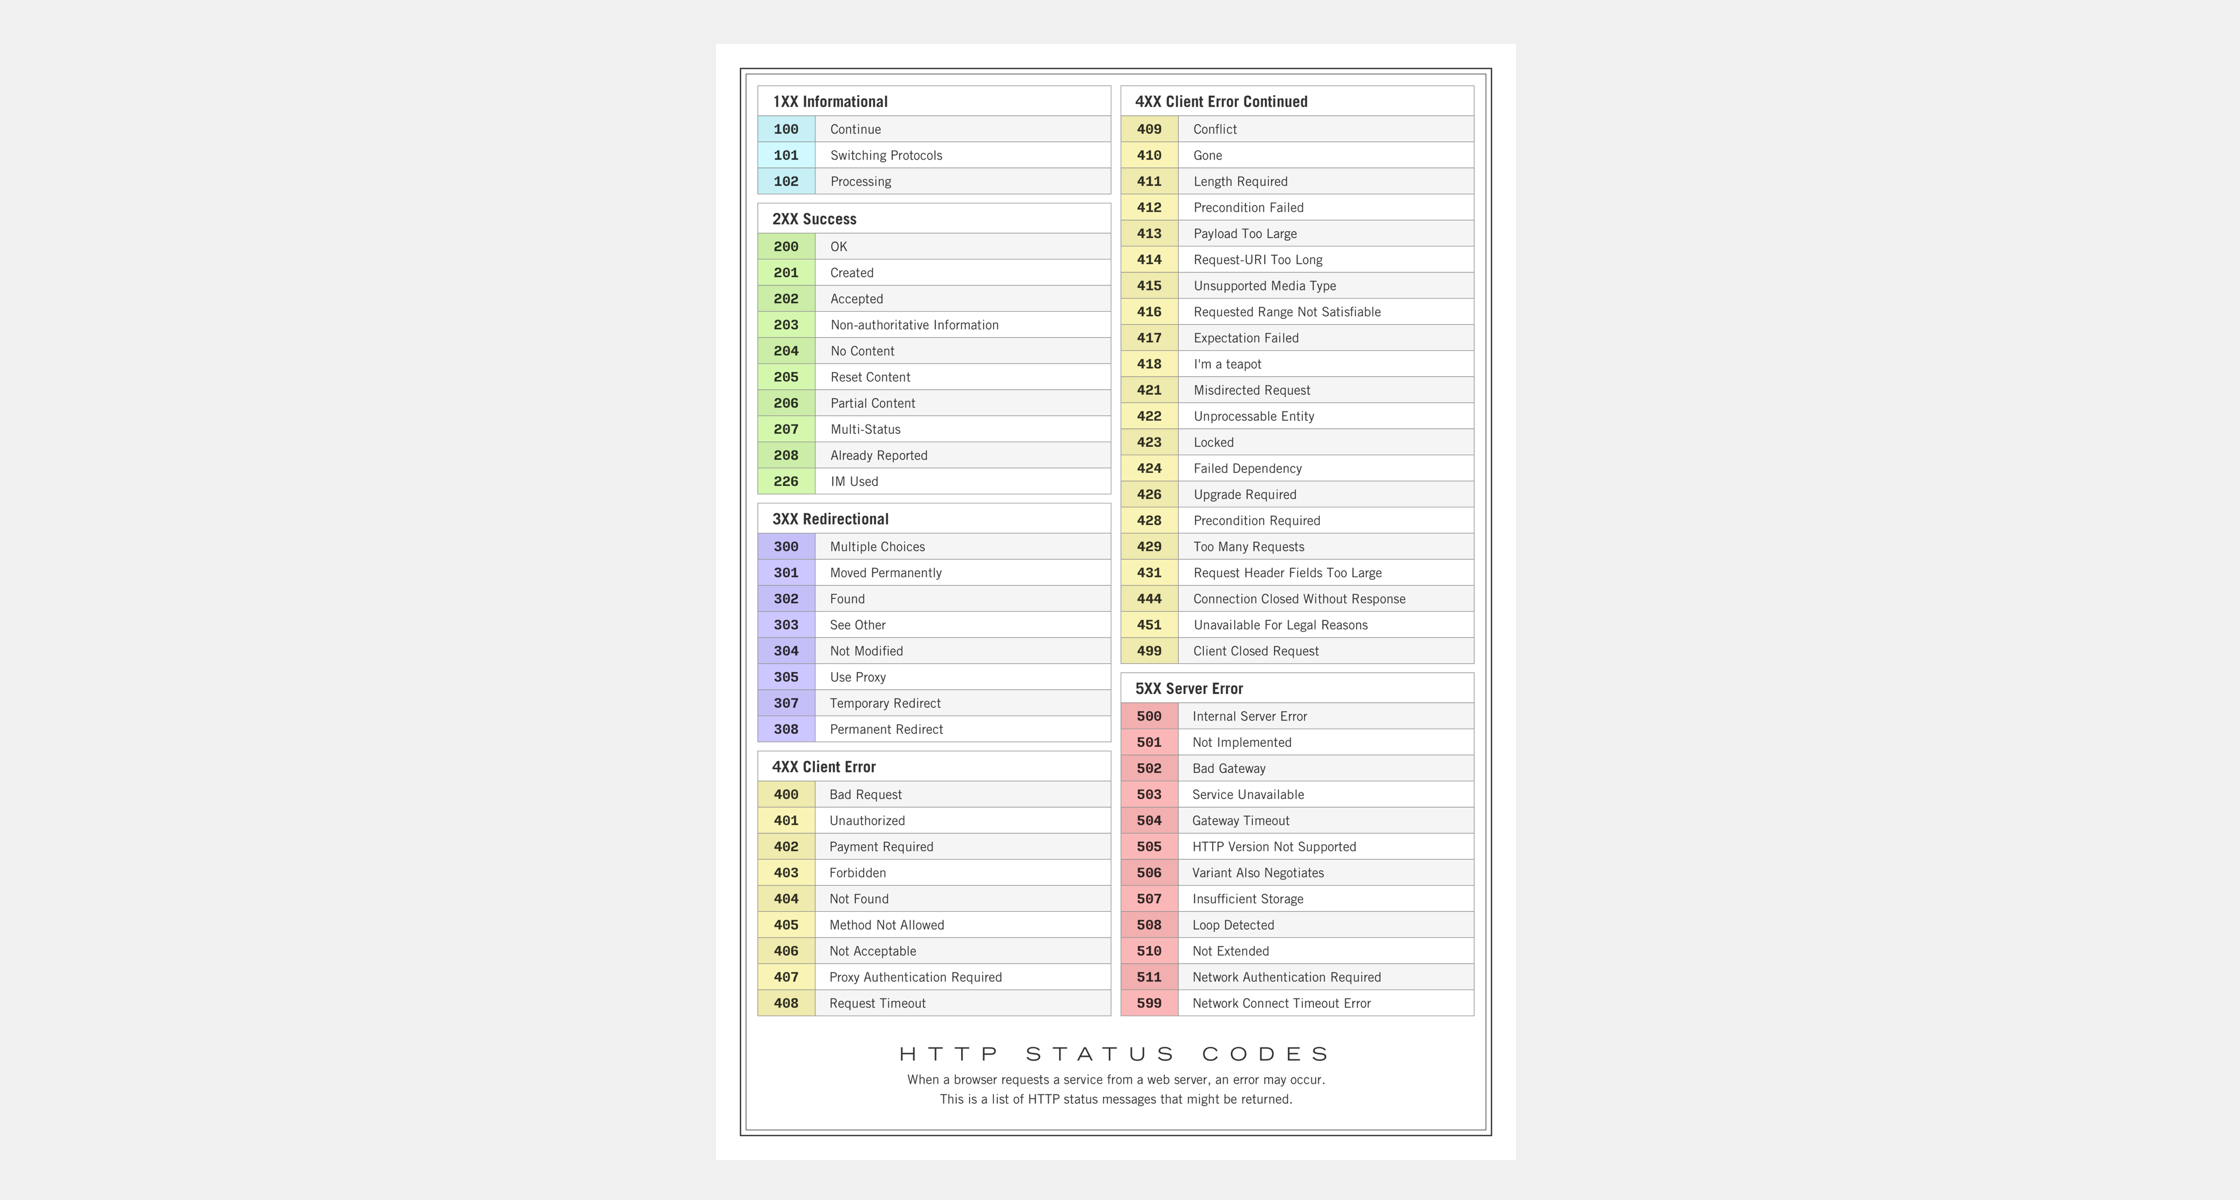 1XX Informational
100 Continue
101 Switching Protocols
102 Processing
2XX Success
200 OK
201 Created
202 Accepted
203 Non-authoritative Information
204 No Content
205 Reset Content
206 Partial Content
207 Multi-Status
208 Already Reported
226 IM Used
3XX Redirectional
300 Multiple Choices
301 Moved Permanently
302 Found
303 See Other
304 Not Modified
305 Use Proxy
307 Temporary Redirect
308 Permanent Redirect
4XX Client Error
400 Bad Request
401 Unauthorized
402 Payment Required
403 Forbidden
404 Not Found
405 Method Not Allowed
406 Not Acceptable
407 Proxy Authentication Required
408 Request Timeout
4XX Client Error Continued
409 Conflict
410 Gone
411 Length Required
412 Precondition Failed
413 Payload Too Large
414 Request-URI Too Long
415 Unsupported Media Type
416 Requested Range Not Satisfiable
417 Expectation Failed
418 I'm a teapot
421 Misdirected Request
422 Unprocessable Entity
423 Locked
424 Failed Dependency
426 Upgrade Required
428 Precondition Required
429 Too Many Requests
431 Request Header Fields Too Large
444 Connection Closed Without Response
451 Unavailable For Legal Reasons
499 Client Closed Request
5XX Server Error
500 Internal Server Error
501 Not Implemented
502 Bad Gateway
503 Service Unavailable
504 Gateway Timeout
505 HTTP Version Not Supported
506 Variant Also Negotiates
507 Insufficient Storage
508 Loop Detected
510 Not Extended
511 Network Authentication Required
599 Network Connect Timeout Error
HTTP STATUS CODES
When a browser requests a service from a web server, an error may occur.
This is a list of HTTP status messages that might be returned.